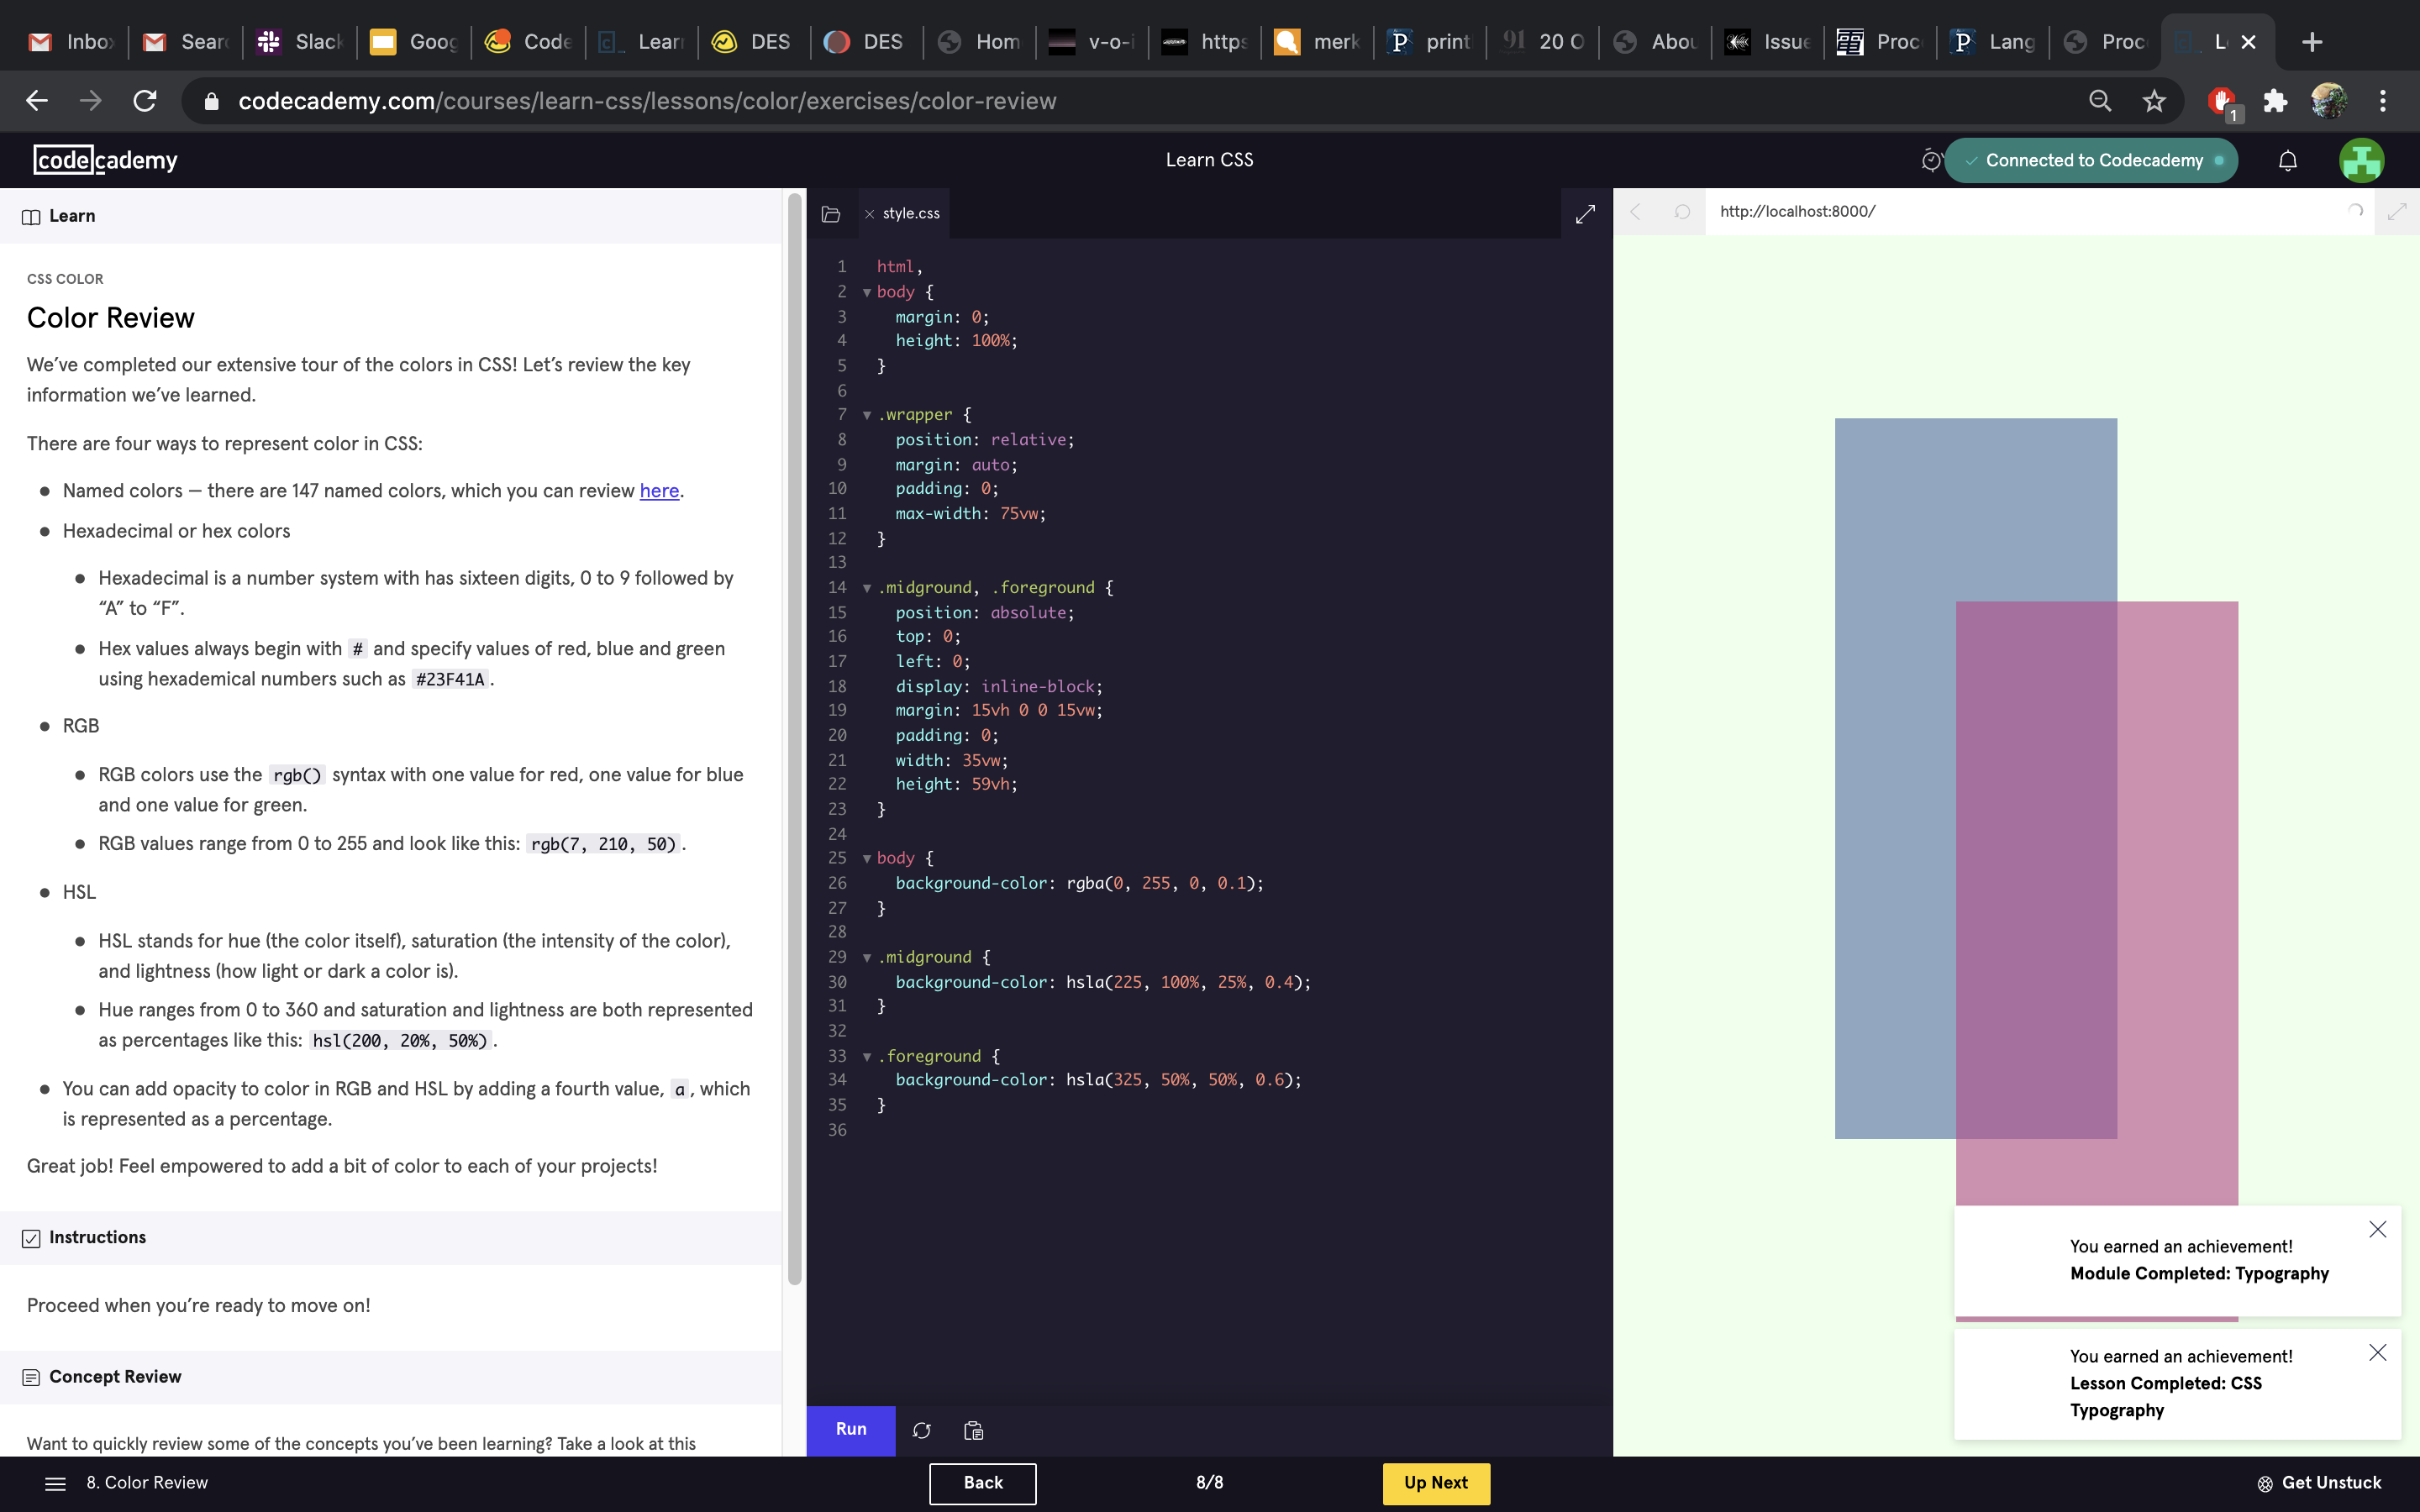 Inbo
Sear
Slack
Goog
Code
Lear
DES
DES
Hom
v-o-i
https
merk
print
20 O
Abou
Issue
Proc
Lang
Proc
L
codecademy.com/courses/learn-css/lessons/color/exercises/color-review
1
codecademy
Learn CSS
Connected to Codecademy
Learn
CSS COLOR
Color Review
We’ve completed our extensive tour of the colors in CSS! Let’s review the key
information we’ve learned.
There are four ways to represent color in CSS:
Named colors — there are 147 named colors, which you can review here.
Hexadecimal or hex colors
Hexadecimal is a number system with has sixteen digits, 0 to 9 followed by
“A” to “F”.
Hex values always begin with # and specify values of red, blue and green
using hexademical numbers such as #23F41A.
RGB
RGB colors use the rgb() syntax with one value for red, one value for blue
and one value for green.
RGB values range from 0 to 255 and look like this: rgb(7, 210, 50).
HSL
HSL stands for hue (the color itself), saturation (the intensity of the color),
and lightness (how light or dark a color is).
Hue ranges from 0 to 360 and saturation and lightness are both represented
as percentages like this: hsl(200, 20%, 50%).
You can add opacity to color in RGB and HSL by adding a fourth value, a, which
is represented as a percentage.
Great job! Feel empowered to add a bit of color to each of your projects!
Instructions
Proceed when you’re ready to move on!
Concept Review
Want to quickly review some of the concepts you’ve been learning? Take a look at this
style.css
1 html,
2 body {
3 margin: 0;
4 height: 100%;
5 }
6
7 .wrapper {
8 position: relative;
9 margin: auto;
10 padding: 0;
11 max-width: 75vw;
12 }
13
14 .midground, .foreground {
15 position: absolute;
16 top: 0;
17 left: 0;
18 display: inline-block;
19 margin: 15vh 0 0 15vw;
20 padding: 0;
21 width: 35vw;
22 height: 59vh;
23 }
24
25 body {
26 background-color: rgba(0, 255, 0, 0.1);
27 }
28
29 .midground {
30 background-color: hsla(225, 100%, 25%, 0.4);
31 }
32
33 .foreground {
34 background-color: hsla(325, 50%, 50%, 0.6);
35 }
36
Run
http://localhost:8000/
You earned an achievement!
Module Completed: Typography
You earned an achievement!
Lesson Completed: CSS
Typography
8. Color Review
Back
8/8
Up Next
Get Unstuck